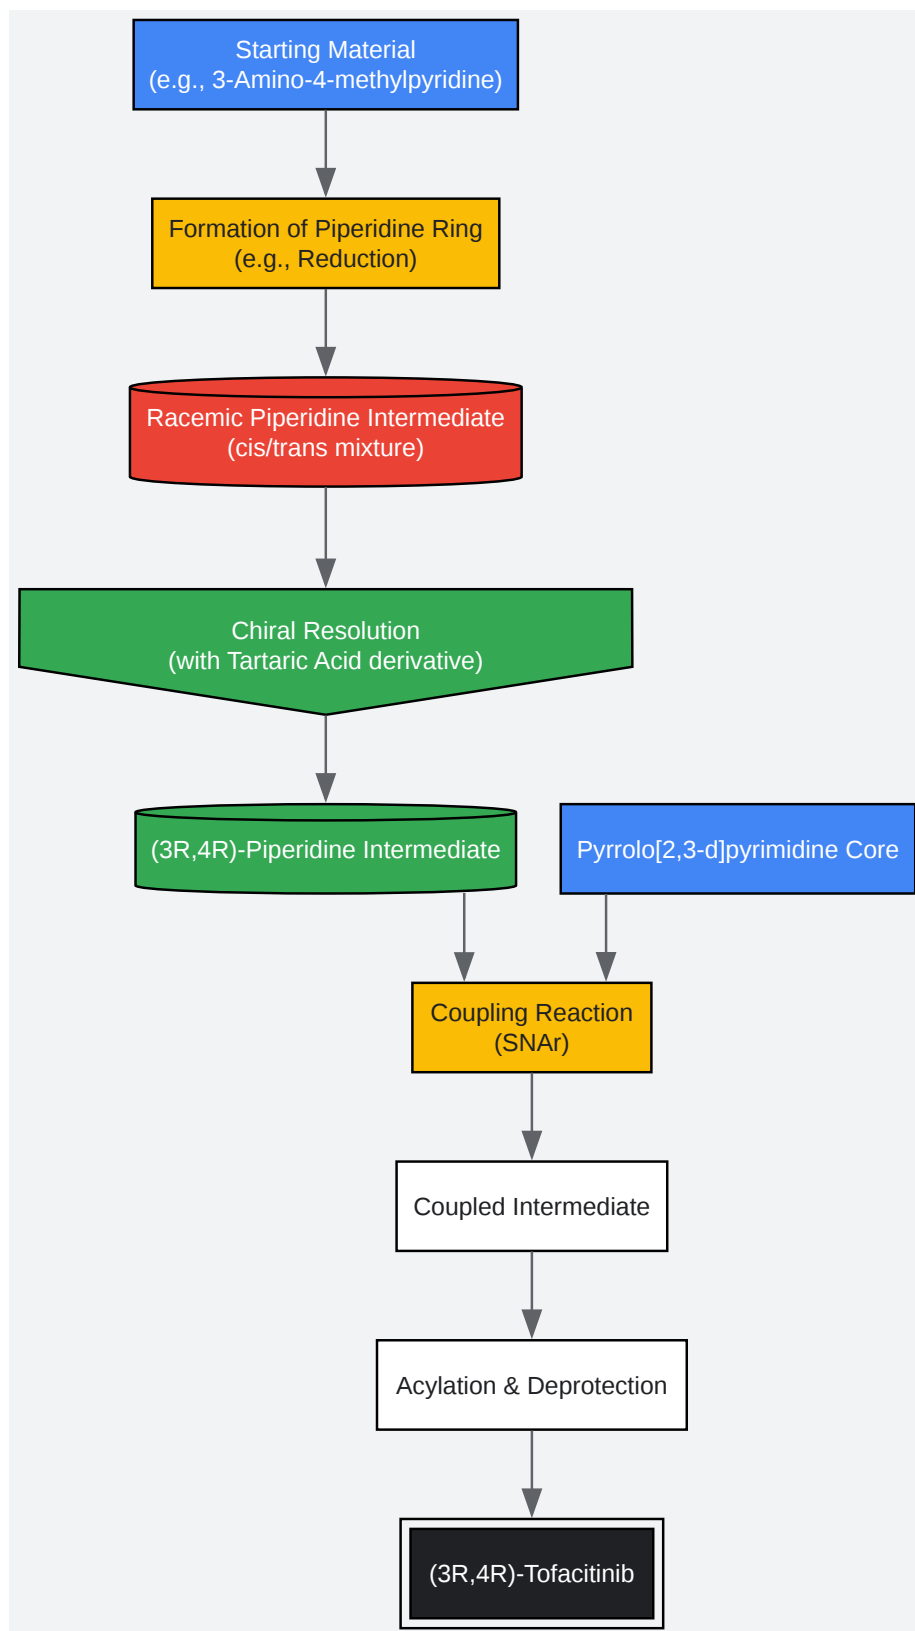 Starting Material
(e.g., 3-Amino-4-methylpyridine)
Formation of Piperidine Ring
(e.g., Reduction)
Racemic Piperidine Intermediate
(cis/trans mixture)
Chiral Resolution
(with Tartaric Acid derivative)
(3R,4R)-Piperidine Intermediate
Pyrrolo[2,3-d]pyrimidine Core
Coupling Reaction
(SNAr)
Coupled Intermediate
Acylation & Deprotection
(3R,4R)-Tofacitinib